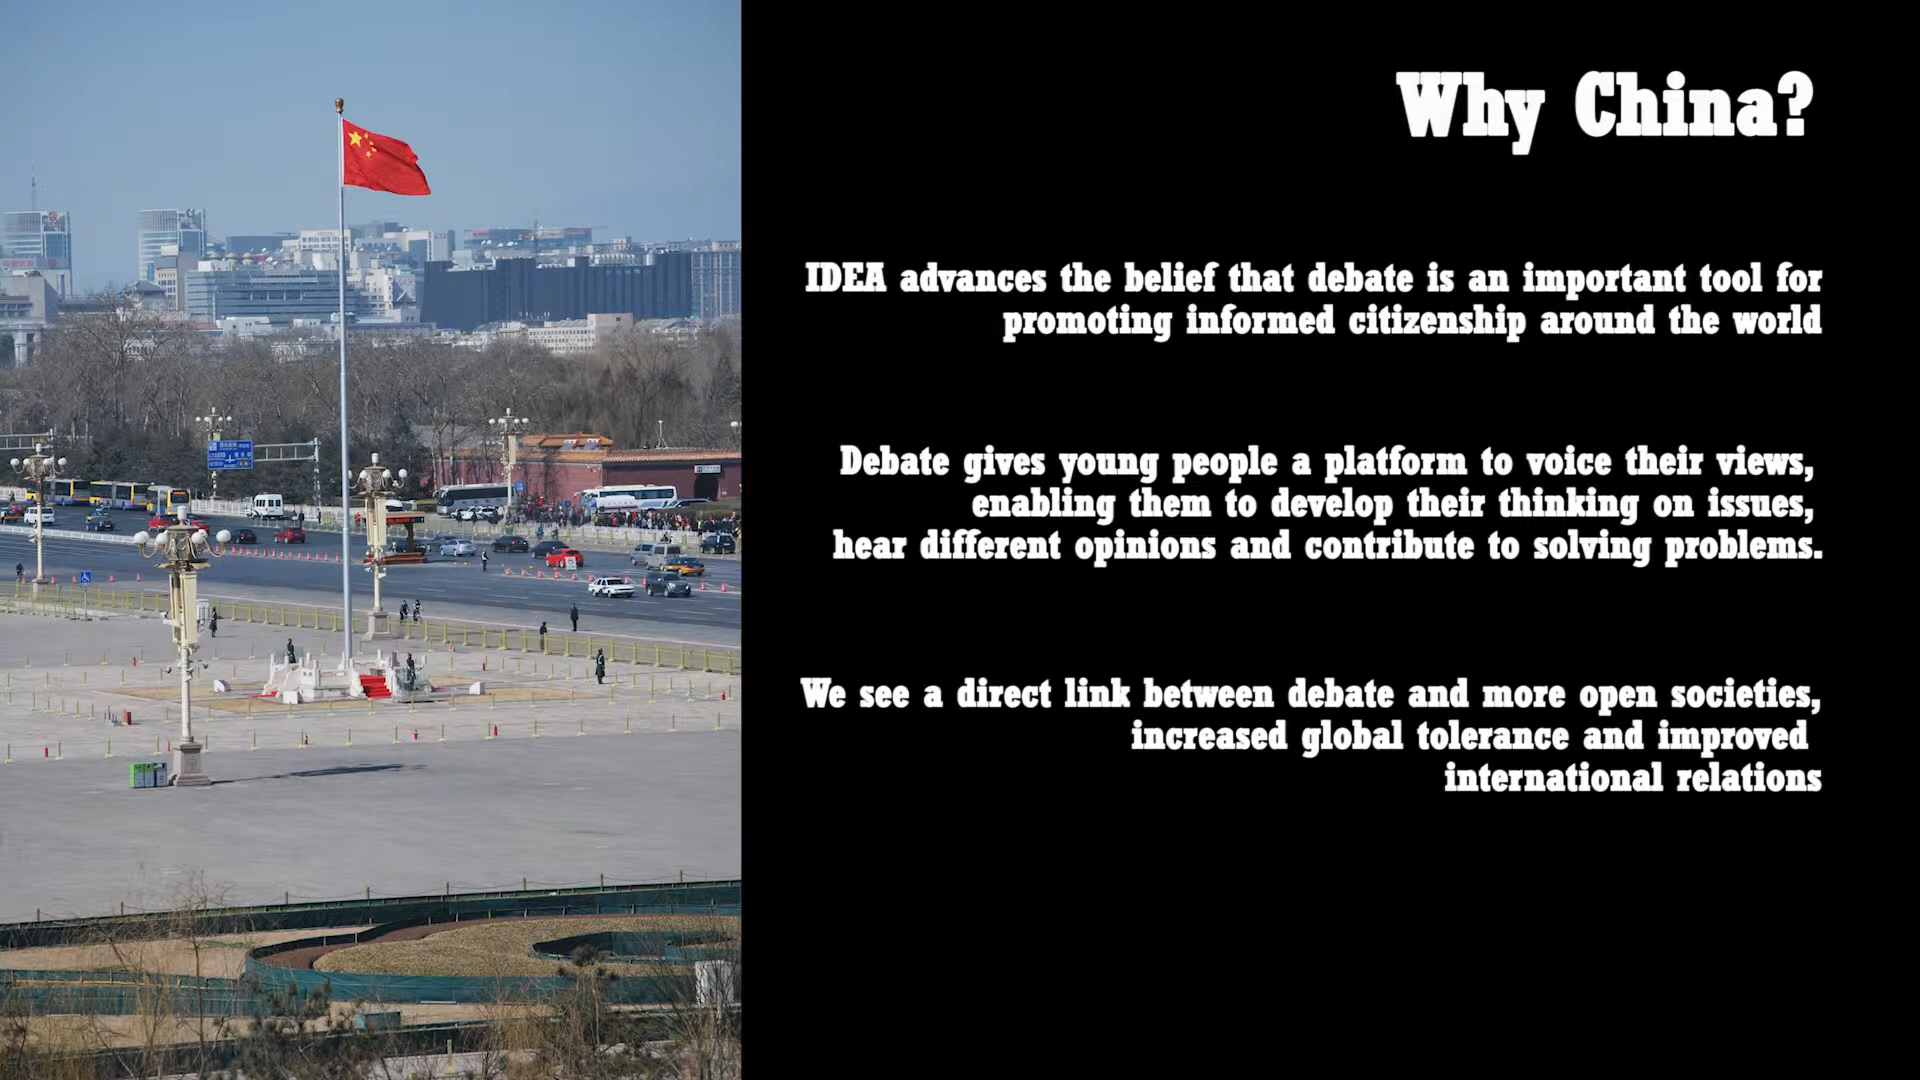 Why China?
IDEA advances the belief that debate is an important tool for
promoting informed citizenship around the world
Debate gives young people a platform to voice their views,
enabling them to develop their thinking on issues,
hear different opinions and contribute to solving problems.
We see a direct link between debate and more open societies,
increased global tolerance and improved
international relations